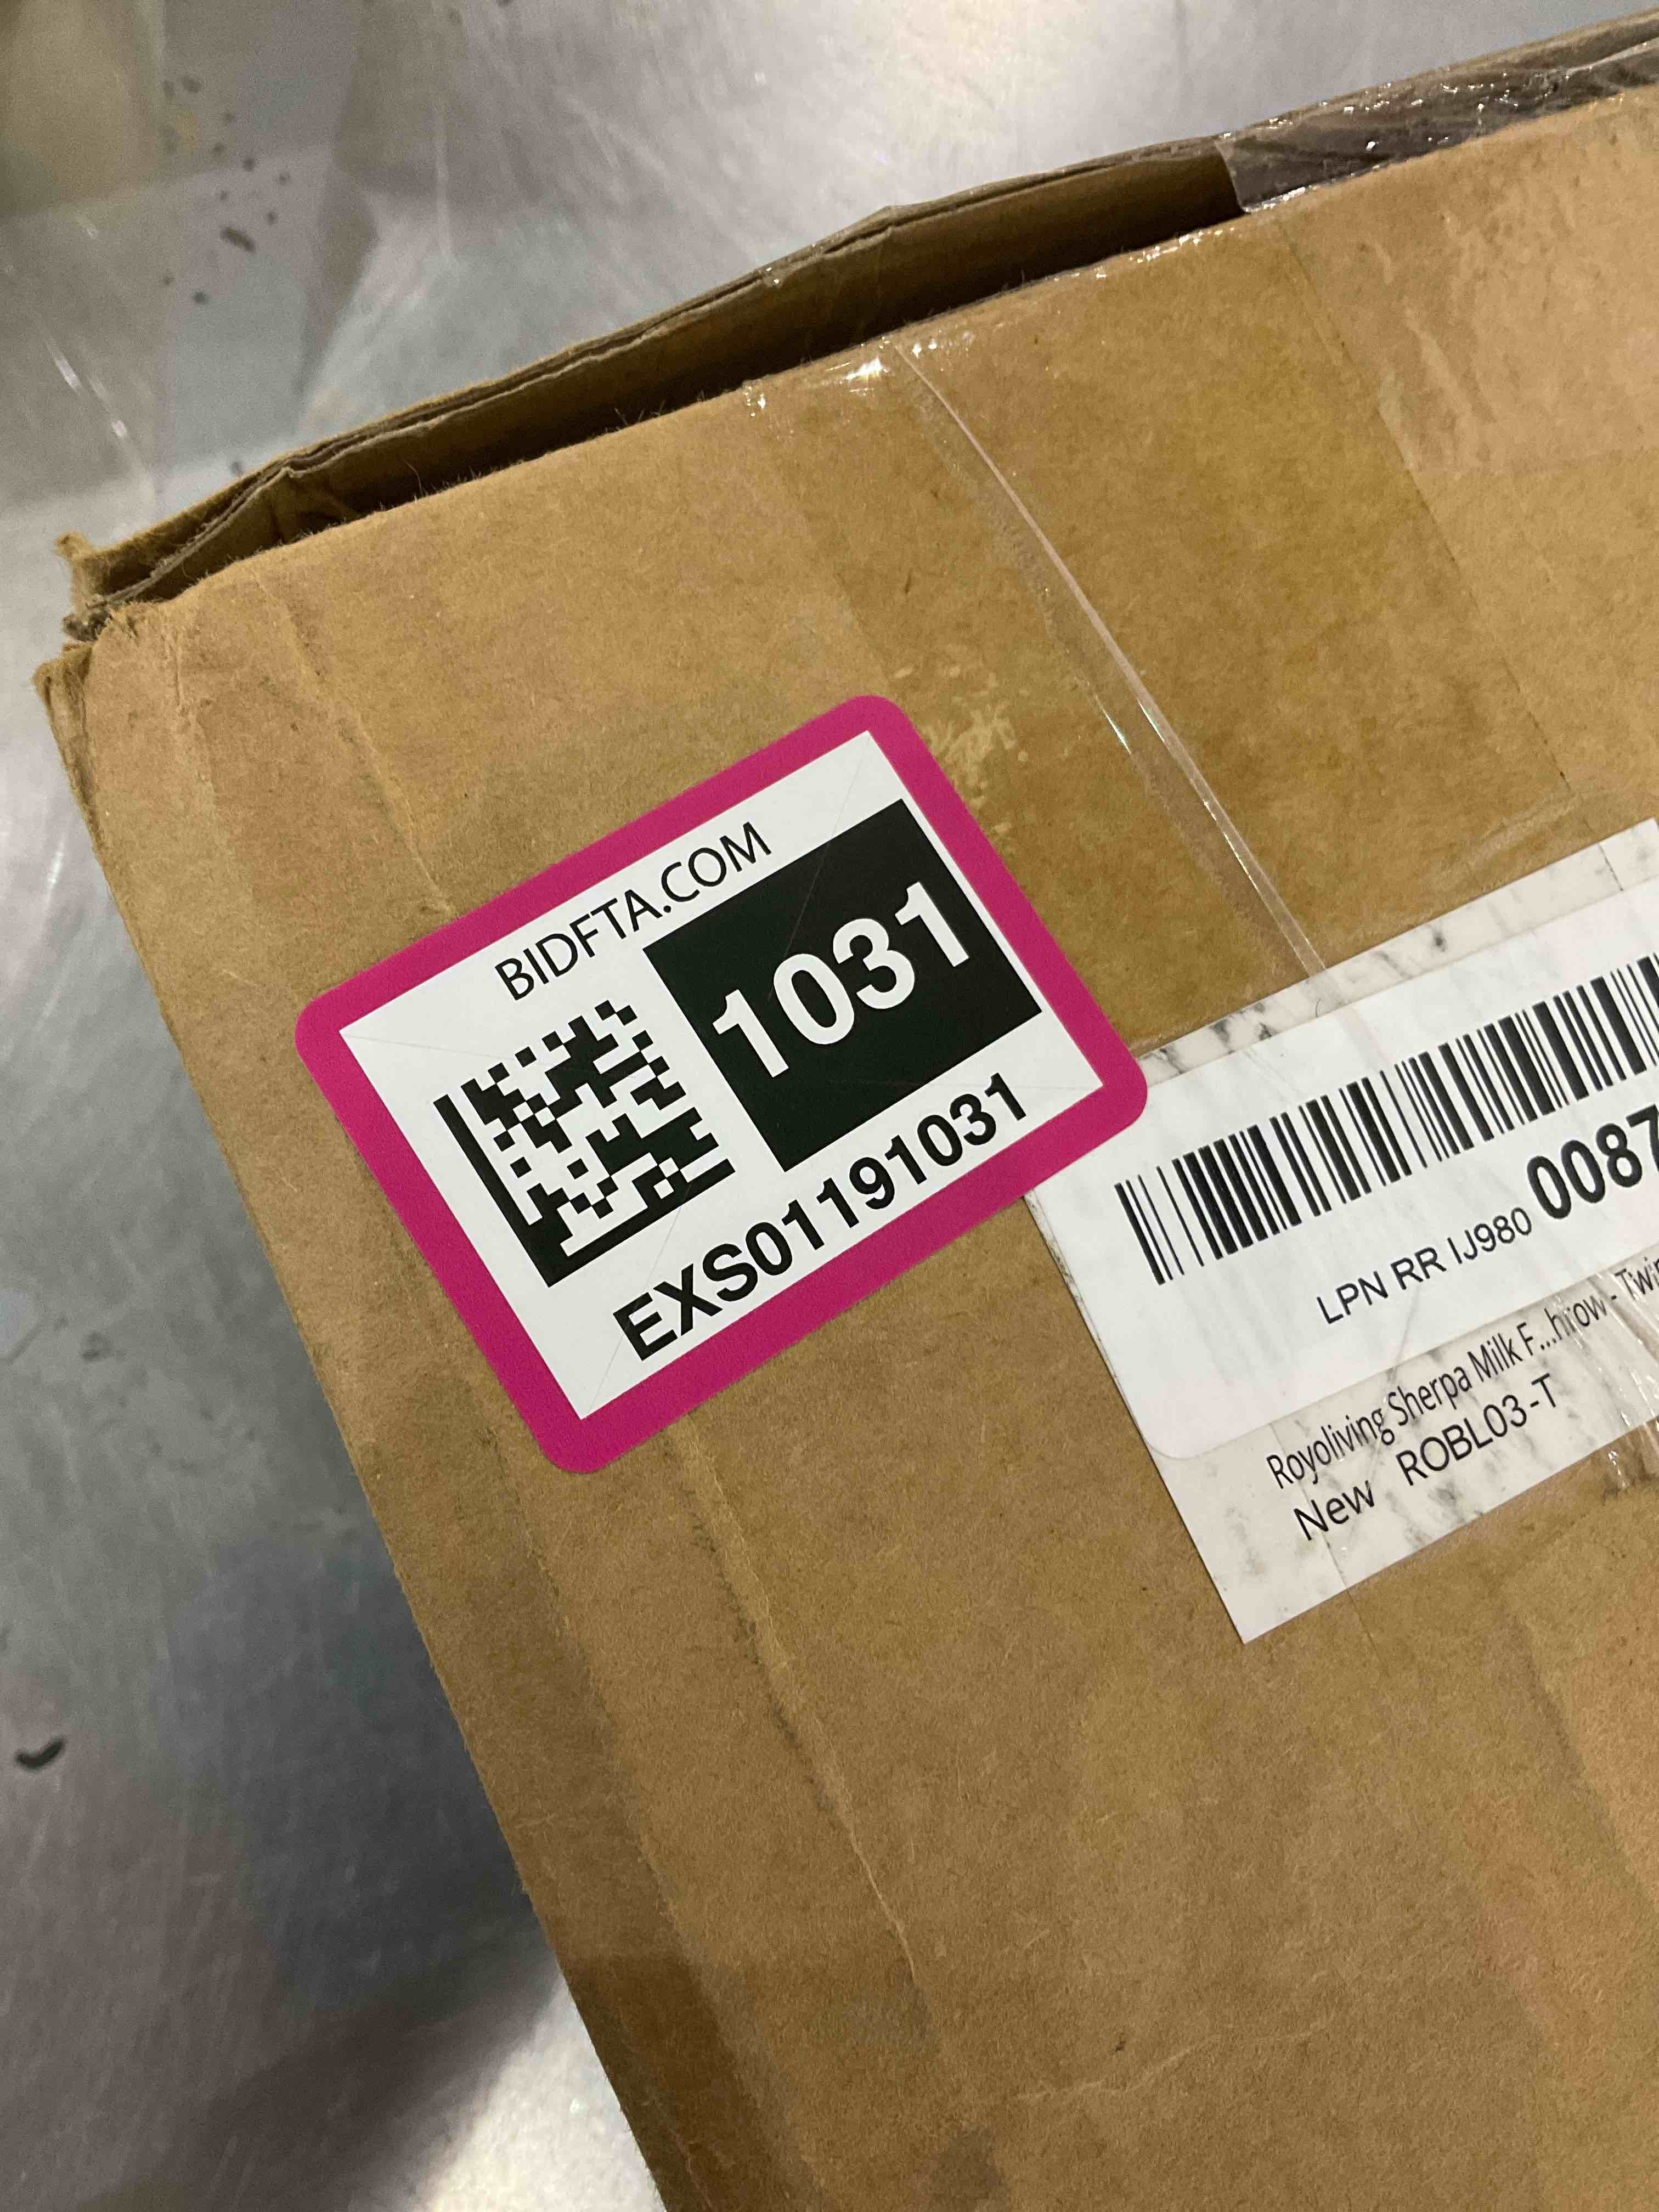 BIDFTA.COM
1031
EXS01191031
LPN RR IJ980 0087
Royoliving Sherpa Milk F...hrow - Twin
New ROBL03-T